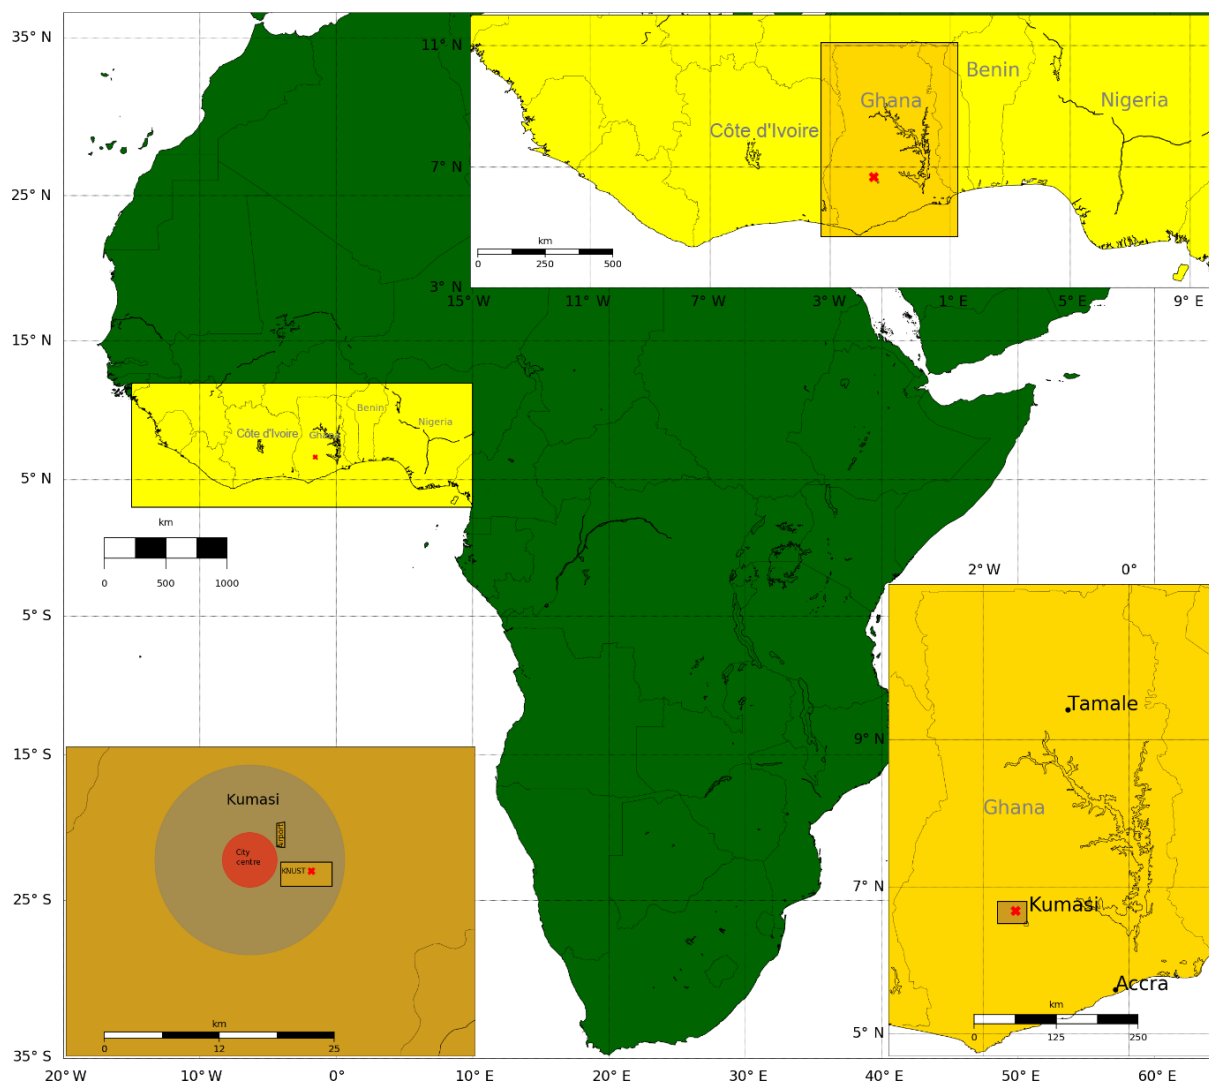 35° N
25° N
15° N
5° N
5° S
15° S
25° S
35° S
20° W
10° W
0°
10° E
20° E
30° E
40° E
50° E
60° E
11° N
7° N
3° N
15° W
11° W
7° W
3° W
1° E
5° E
9° E
Benin
Ghana
Nigeria
Côte d'Ivoire
km
0 250 500
Benin
Nigeria
Côte d'Ivoire
Ghana
km
0 500 1000
2° W
0°
9° N
7° N
5° N
Tamale
Ghana
Kumasi
Accra
km
0 125 250
Kumasi
Airport
City
centre
KNUST
km
0 12 25